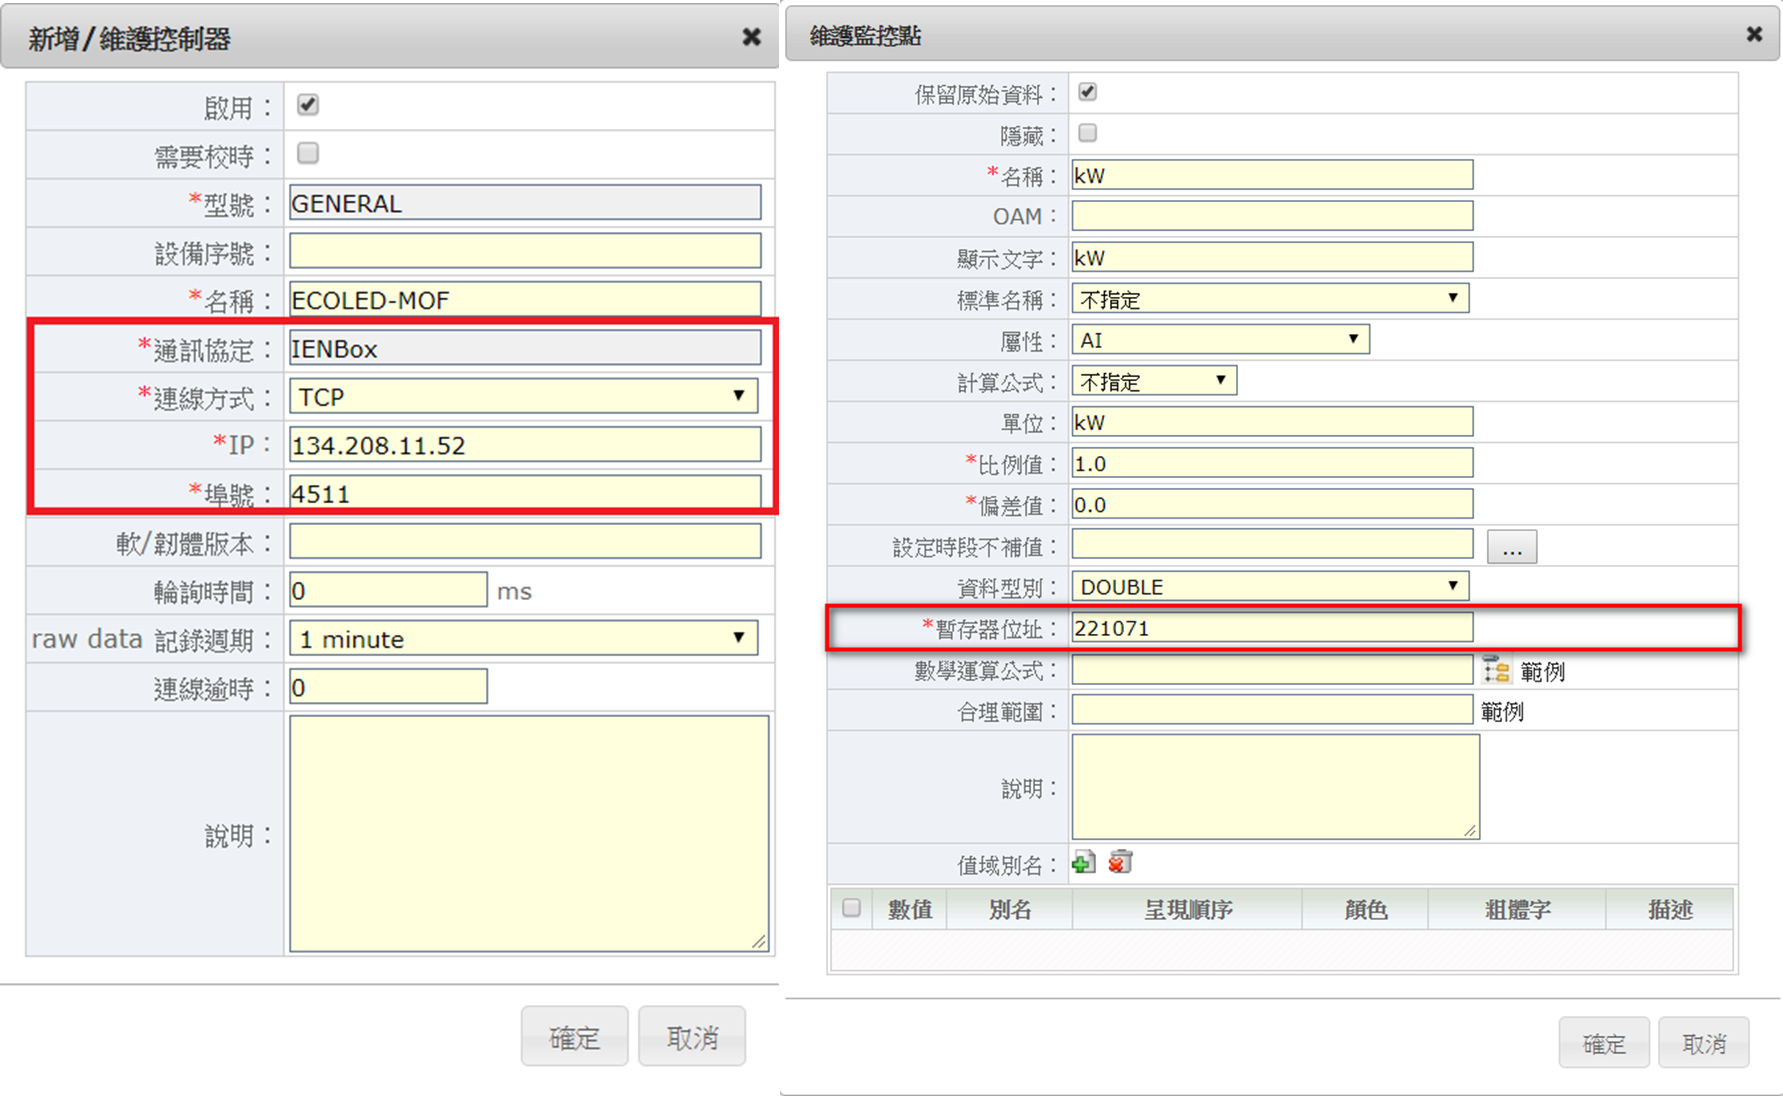 新增/維護控制器
啟用：
需要校時：
*型號： GENERAL
設備序號：
*名稱： ECOLED-MOF
*通訊協定： IENBox
*連線方式： TCP
*IP： 134.208.11.52
*埠號： 4511
軟/韌體版本：
輪詢時間： 0 ms
raw data 記錄週期： 1 minute
連線逾時： 0
說明：
確定 取消
維護監控點
保留原始資料：
隱藏：
*名稱： kW
OAM：
顯示文字： kW
標準名稱： 不指定
屬性： AI
計算公式： 不指定
單位： kW
*比例值： 1.0
*偏差值： 0.0
設定時段不補值： ...
資料型別： DOUBLE
*暫存器位址： 221071
數學運算公式： 範例
合理範圍： 範例
說明：
值域別名：
數值 別名 呈現順序 顏色 粗體字 描述
確定 取消